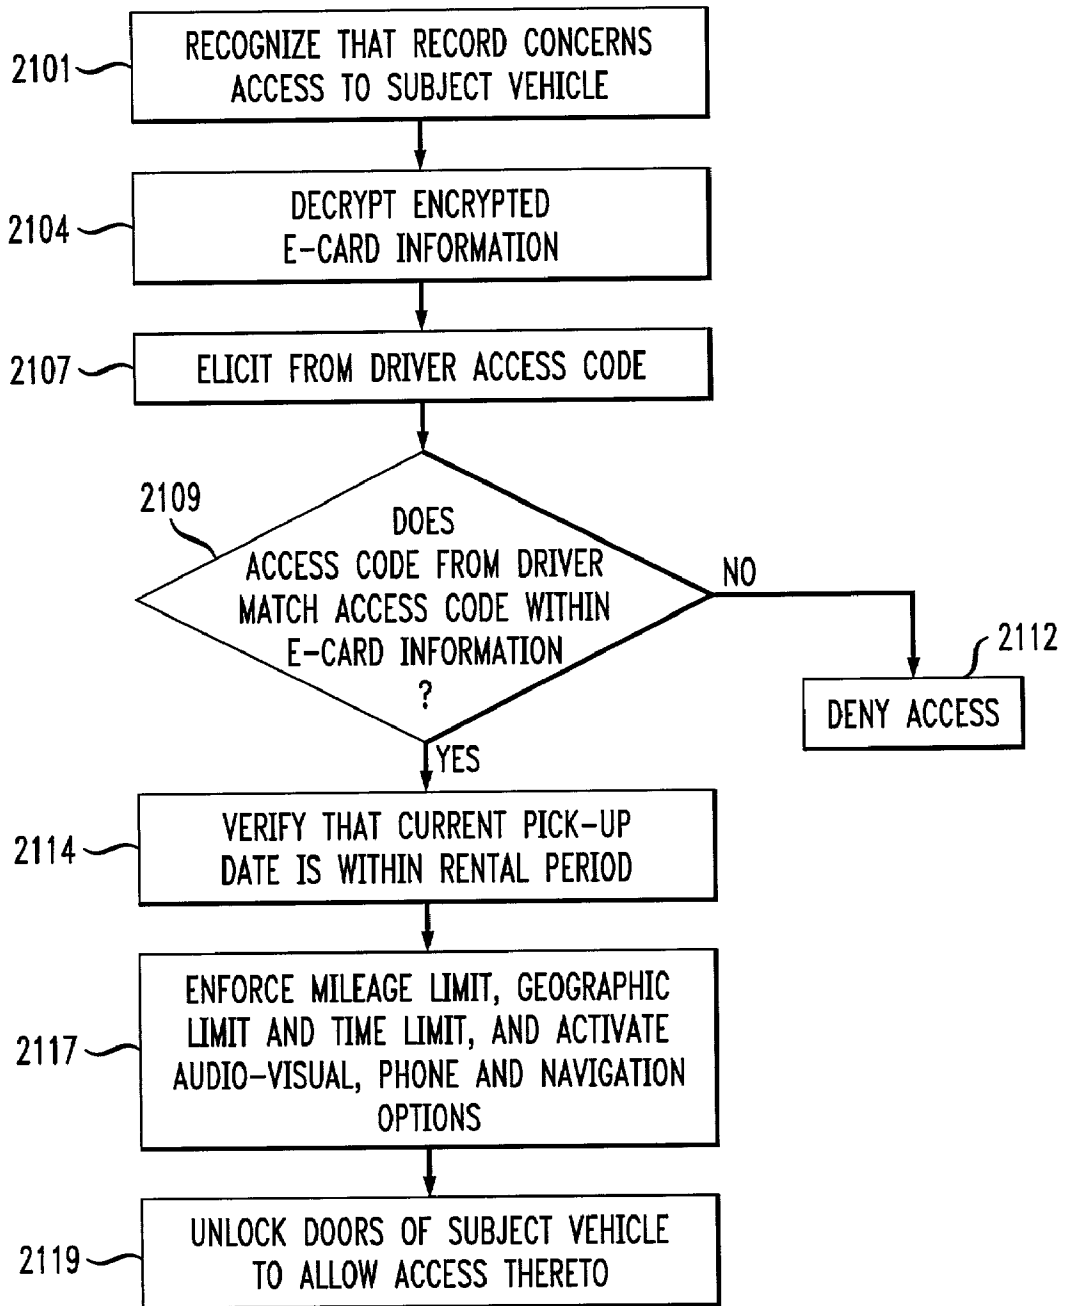 2101
RECOGNIZE THAT RECORD CONCERNS
ACCESS TO SUBJECT VEHICLE
2104
DECRYPT ENCRYPTED
E-CARD INFORMATION
2107
ELICIT FROM DRIVER ACCESS CODE
2109
DOES
ACCESS CODE FROM DRIVER
MATCH ACCESS CODE WITHIN
E-CARD INFORMATION
?
NO
2112
DENY ACCESS
YES
2114
VERIFY THAT CURRENT PICK-UP
DATE IS WITHIN RENTAL PERIOD
2117
ENFORCE MILEAGE LIMIT, GEOGRAPHIC
LIMIT AND TIME LIMIT, AND ACTIVATE
AUDIO-VISUAL, PHONE AND NAVIGATION
OPTIONS
2119
UNLOCK DOORS OF SUBJECT VEHICLE
TO ALLOW ACCESS THERETO